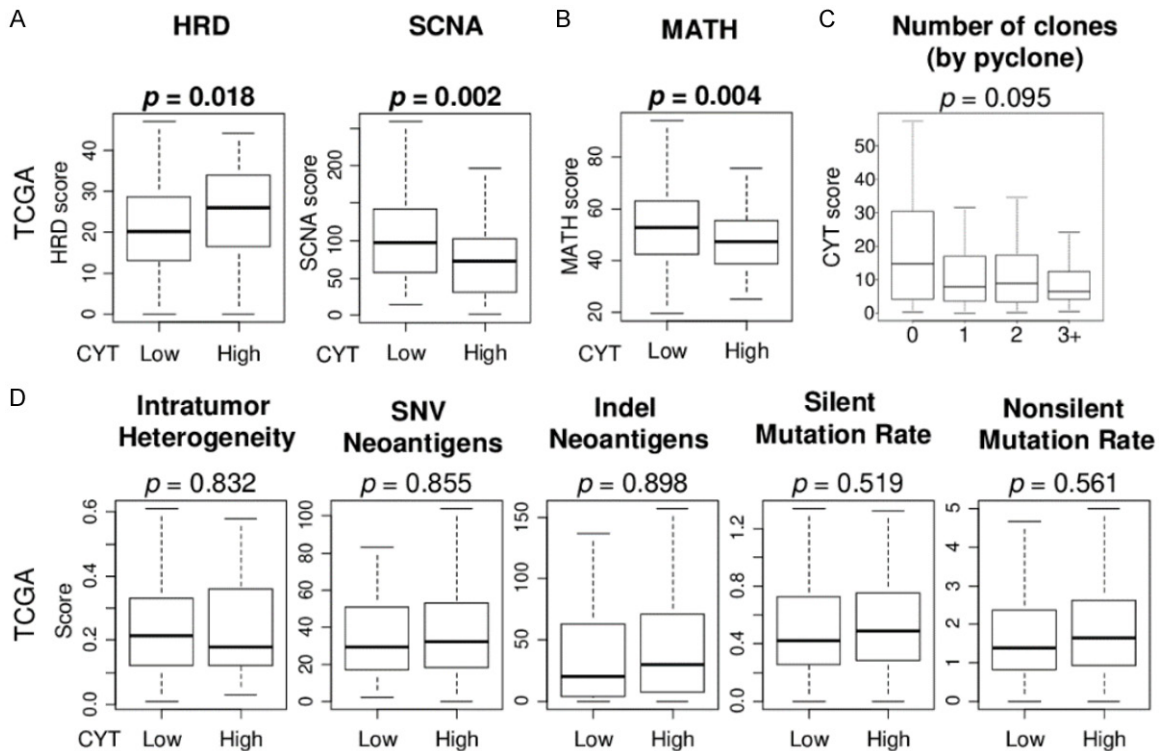 A
HRD
SCNA
p = 0.018
p = 0.002
TCGA
HRD score
0 10 20 30 40
SCNA score
0 50 100 200
CYT Low High
CYT Low High
B
MATH
p = 0.004
MATH score
20 40 60 80
CYT Low High
C
Number of clones
(by pyclone)
p = 0.095
CYT score
0 10 20 30 40 50
0 1 2 3+
D
Intratumor
Heterogeneity
p = 0.832
SNV
Neoantigens
p = 0.855
Indel
Neoantigens
p = 0.898
Silent
Mutation Rate
p = 0.519
Nonsilent
Mutation Rate
p = 0.561
TCGA
Score
0.0 0.2 0.4 0.6
0 20 40 60 80 100
0 50 100 150
0.0 0.4 0.8 1.2
0 1 2 3 4 5
CYT Low High
Low High
Low High
Low High
Low High